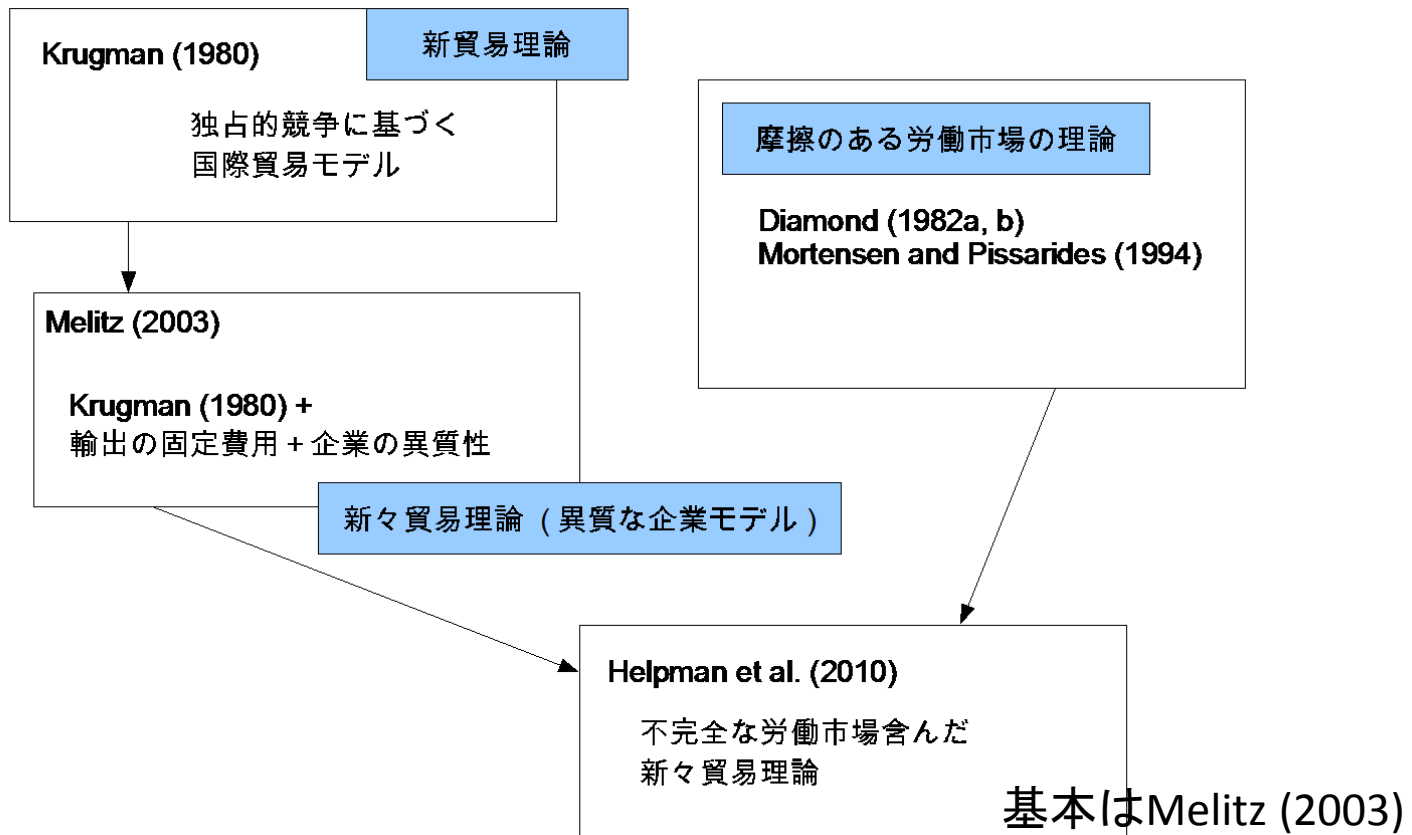 Krugman (1980)
新貿易理論
独占的競争に基づく
国際貿易モデル
摩擦のある労働市場の理論
Diamond (1982a, b)
Mortensen and Pissarides (1994)
Melitz (2003)
Krugman (1980) +
輸出の固定費用+企業の異質性
新々貿易理論 (異質な企業モデル)
Helpman et al. (2010)
不完全な労働市場含んだ
新々貿易理論
基本はMelitz (2003)